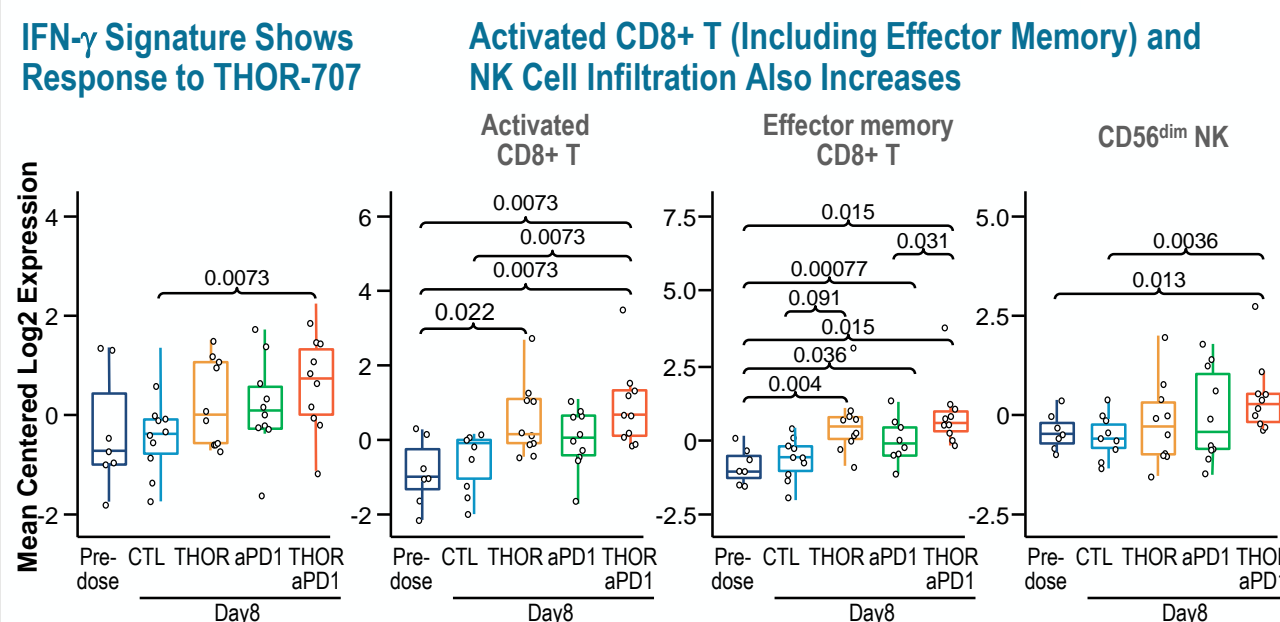 IFN-γ Signature Shows
Response to THOR-707
Activated CD8+ T (Including Effector Memory) and
NK Cell Infiltration Also Increases
Activated
CD8+ T
Effector memory
CD8+ T
CD56dim NK
Mean Centered Log2 Expression
4
2
0
-2
0.0073
Pre-dose CTL THOR aPD1 THOR aPD1
Day8
6
4
2
0
-2
0.0073
0.0073
0.0073
0.022
Pre-dose CTL THOR aPD1 THOR aPD1
Day8
7.5
5.0
2.5
0
-2.5
0.015
0.031
0.00077
0.091
0.015
0.036
0.004
Pre-dose CTL THOR aPD1 THOR aPD1
Day8
5.0
2.5
0
-2.5
0.0036
0.013
Pre-dose CTL THOR aPD1
Day8